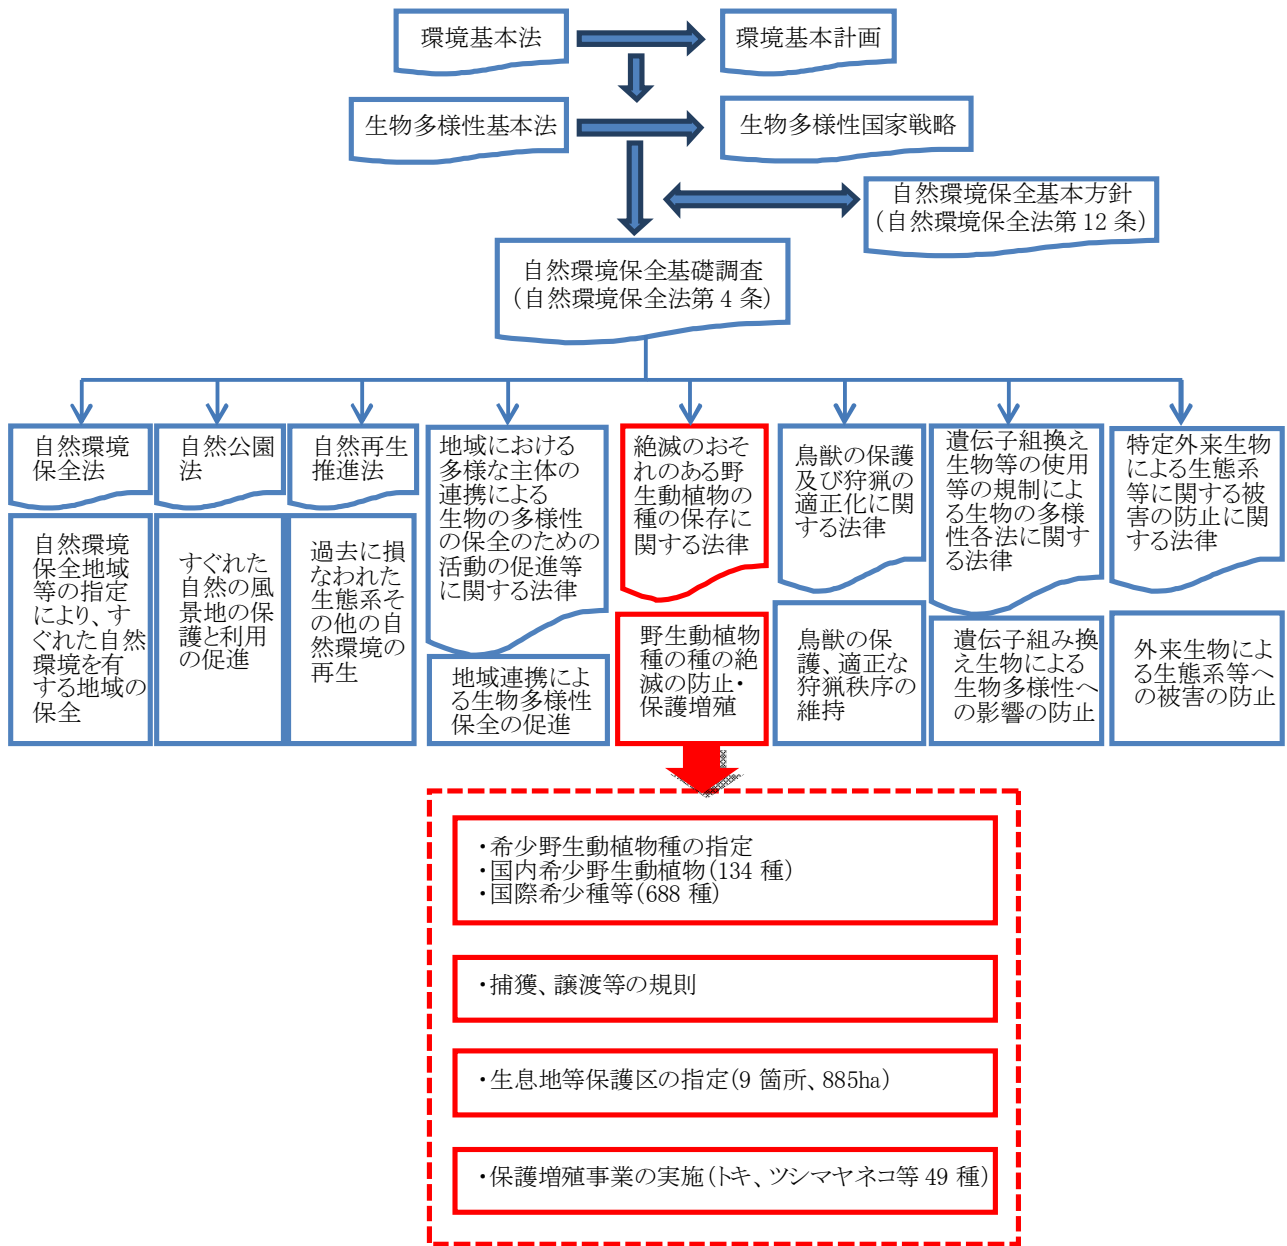 環境基本法
環境基本計画
生物多様性基本法
生物多様性国家戦略
自然環境保全基本方針
(自然環境保全法第 12 条)
自然環境保全基礎調査
(自然環境保全法第 4 条)
自然環境
保全法
自然公園
法
自然再生
推進法
地域における
多様な主体の
連携による
生物の多様性
の保全のための
活動の促進等
に関する法律
絶滅のおそ
れのある野
生動植物の
種の保存に
関する法律
鳥獣の保護
及び狩猟の
適正化に関
する法律
遺伝子組換え
生物等の使用
等の規制によ
る生物の多様
性各法に関す
る法律
特定外来生物
による生態系
等に関する被
害の防止に関
する法律
自然環境
保全地域
等の指定
により、す
ぐれた自然
環境を有
する地域の
保全
すぐれた
自然の風
景地の保
護と利用
の促進
過去に損
なわれた
生態系そ
の他の自
然環境の
再生
地域連携によ
る生物多様性
保全の促進
野生動植物
種の種の絶
滅の防止・
保護増殖
鳥獣の保
護、適正な
狩猟秩序の
維持
遺伝子組み換
え生物による
生物多様性へ
の影響の防止
外来生物によ
る生態系等へ
の被害の防止
・希少野生動植物種の指定
・国内希少野生動植物(134 種)
・国際希少種等(688 種)
・捕獲、譲渡等の規則
・生息地等保護区の指定(9 箇所、885ha)
・保護増殖事業の実施(トキ、ツシマヤネコ等 49 種)